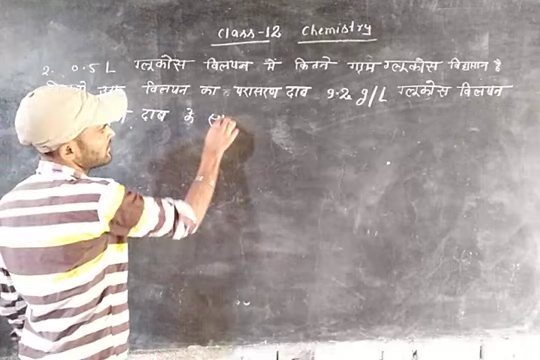 Class-12 Chemistry
2. 0.5 L ग्लूकोस विलयन में कितने ग्राम ग्लूकोस विद्यमान है
विलयन का परासरण दाब 9.2 g/L ग्लूकोस विलयन
दाब के